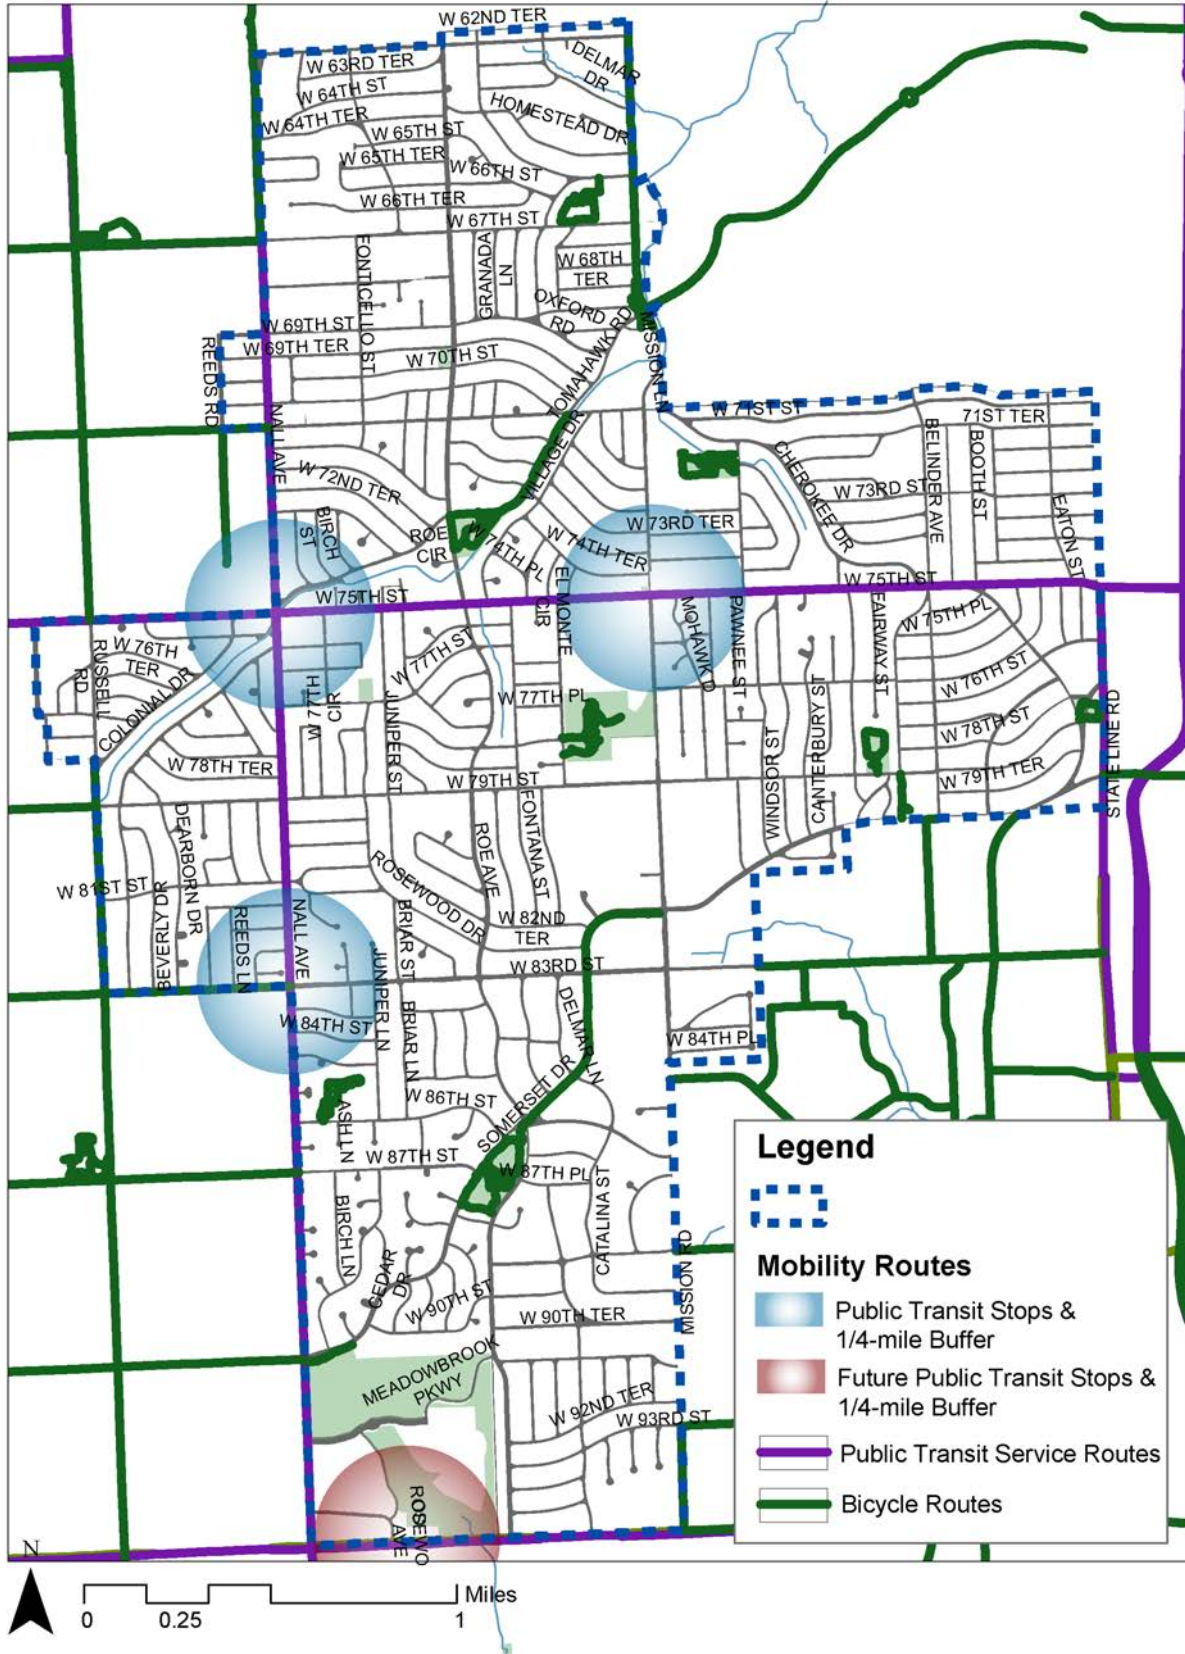 W 62ND TER
W 63RD TER
DELMAR
DR
W 64TH ST
HOMESTEAD DR
W 64TH TER
W 65TH ST
W 65TH TER
W 66TH ST
W 66TH TER
W 67TH ST
FONTICELLO ST
GRANADA
LN
W 68TH
TER
OXFORD
RD
W 69TH ST
W 69TH TER
REEDS RD
W 70TH ST
TOMAHAWK RD
MISSION LN
NALL AVE
W 71ST ST
71ST TER
VILLAGE DR
W 72ND TER
CHEROKEE DR
BELINDER AVE
BOOTH ST
W 73RD ST
EATON ST
BIRCH
ST
ROE
CIR
W 74TH PL
W 74TH TER
W 73RD TER
W 75TH ST
W 75TH ST
EL MONTE
CIR
MOHAWK D
PAWNEE ST
FAIRWAY ST
W 75TH PL
W 76TH
TER
RUSSELL
RD
COLONIAL DR
W 77TH ST
W 76TH ST
W 77TH
CIR
JUNIPER ST
W 77TH PL
CANTERBURY ST
WINDSOR ST
W 78TH ST
STATE LINE RD
W 78TH TER
W 79TH ST
W 79TH TER
DEARBORN DR
ROE AVE
FONTANA ST
ROSEWOOD DR
W 81ST ST
BEVERLY DR
REEDS LN
NALL AVE
BRIAR ST
W 82ND
TER
JUNIPER LN
W 83RD ST
W 84TH ST
BRIAR LN
DELMAR LN
W 84TH PL
ASH LN
W 86TH ST
SOMERSET DR
W 87TH ST
W 87TH PL
BIRCH LN
CATALINA ST
CEDAR
DR
W 90TH ST
MISSION RD
W 90TH TER
MEADOWBROOK
PKWY
W 92ND TER
W 93RD ST
ROSEWO
AVE
Legend
Mobility Routes
Public Transit Stops &
1/4-mile Buffer
Future Public Transit Stops &
1/4-mile Buffer
Public Transit Service Routes
Bicycle Routes
N
Miles
0 0.25 1